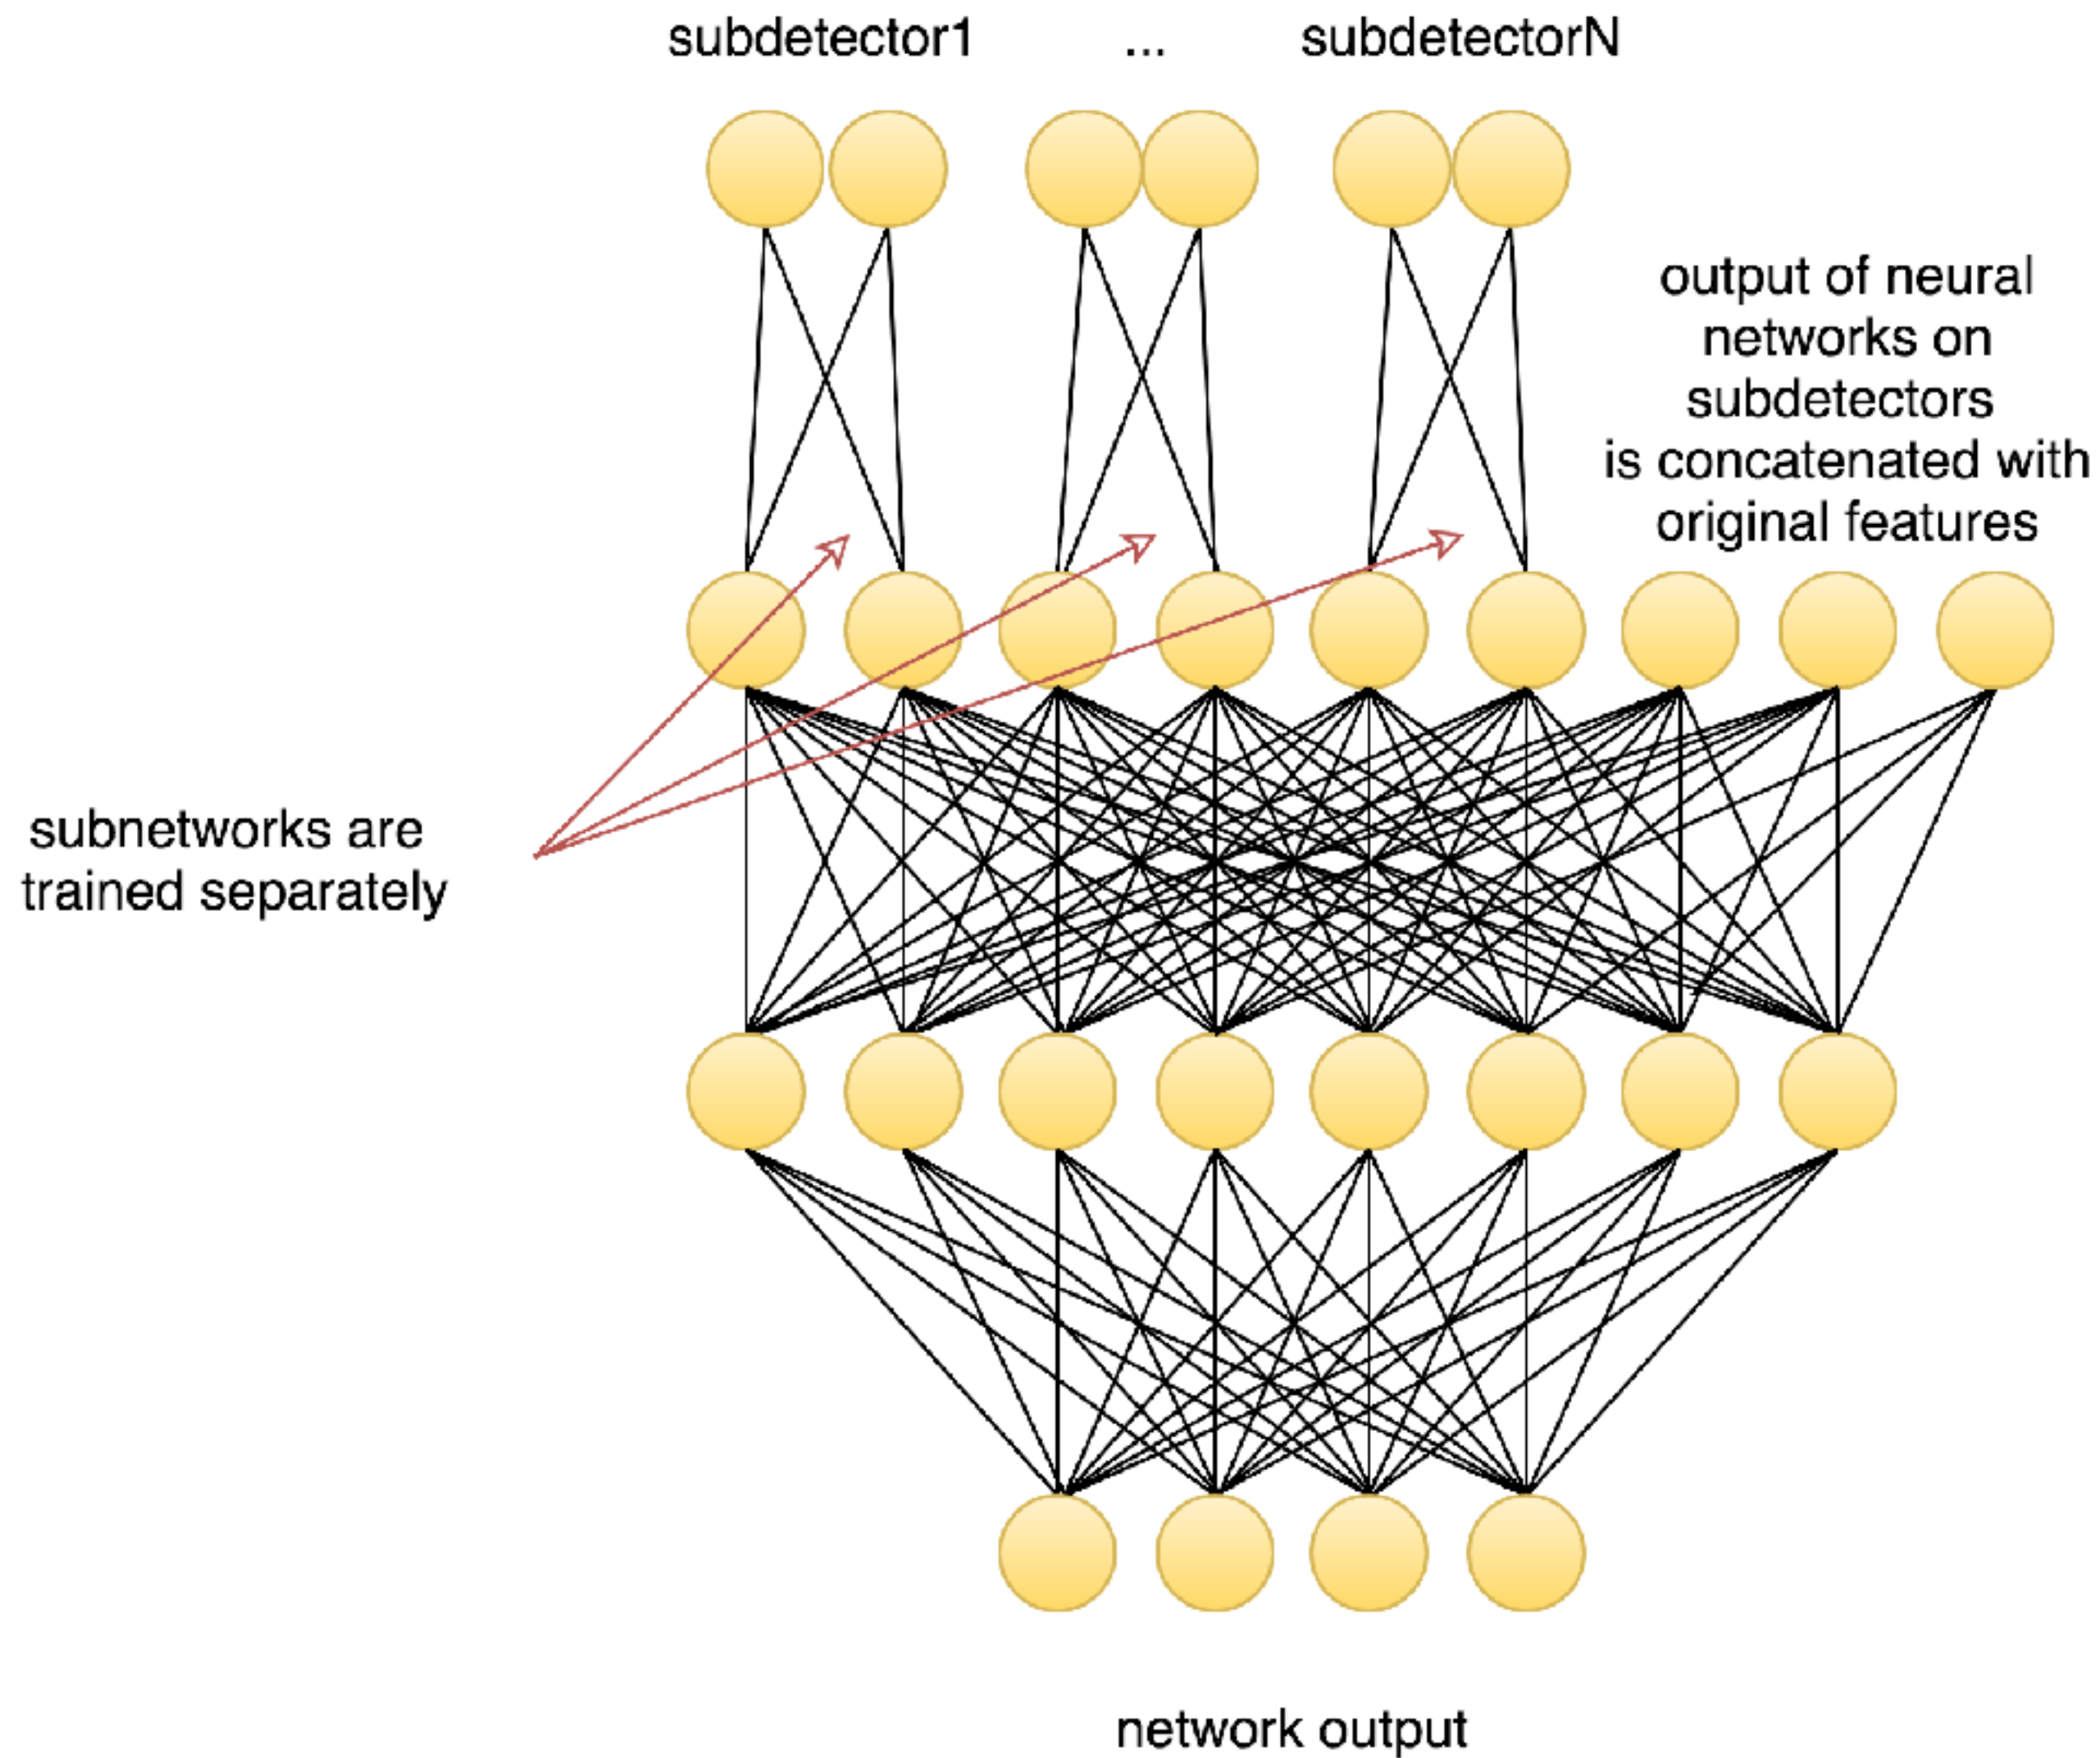 subdetector1 ... subdetectorN
output of neural
networks on
subdetectors
is concatenated with
original features
subnetworks are
trained separately
network output